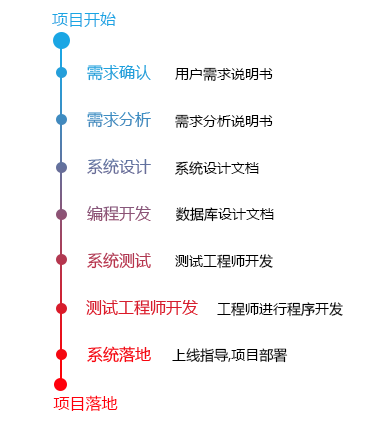 项目开始
需求确认 用户需求说明书
需求分析 需求分析说明书
系统设计 系统设计文档
编程开发 数据库设计文档
系统测试 测试工程师开发
测试工程师开发 工程师进行程序开发
系统落地 上线指导,项目部署
项目落地